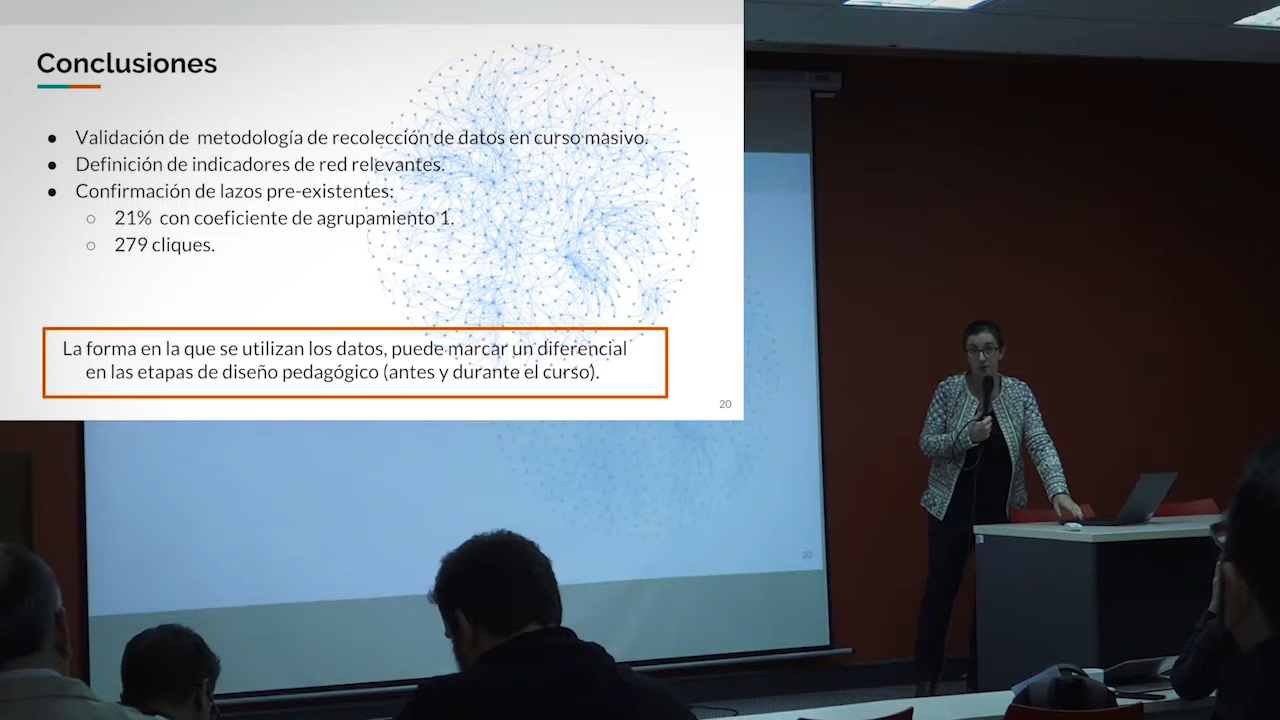 Conclusiones
● Validación de metodología de recolección de datos en curso masivo.
● Definición de indicadores de red relevantes.
● Confirmación de lazos pre-existentes:
○ 21% con coeficiente de agrupamiento 1.
○ 279 cliques.
La forma en la que se utilizan los datos, puede marcar un diferencial
en las etapas de diseño pedagógico (antes y durante el curso).
20
20